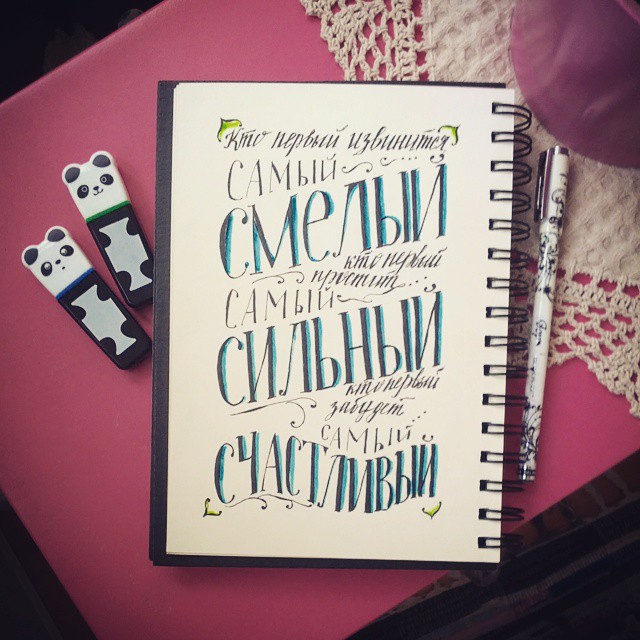 Кто первый извинится
САМЫЙ ...
СМЕЛЫЙ
кто первый
простит...
САМЫЙ
СИЛЬНЫЙ
кто первый
забудет...
САМЫЙ
СЧАСТЛИВЫЙ